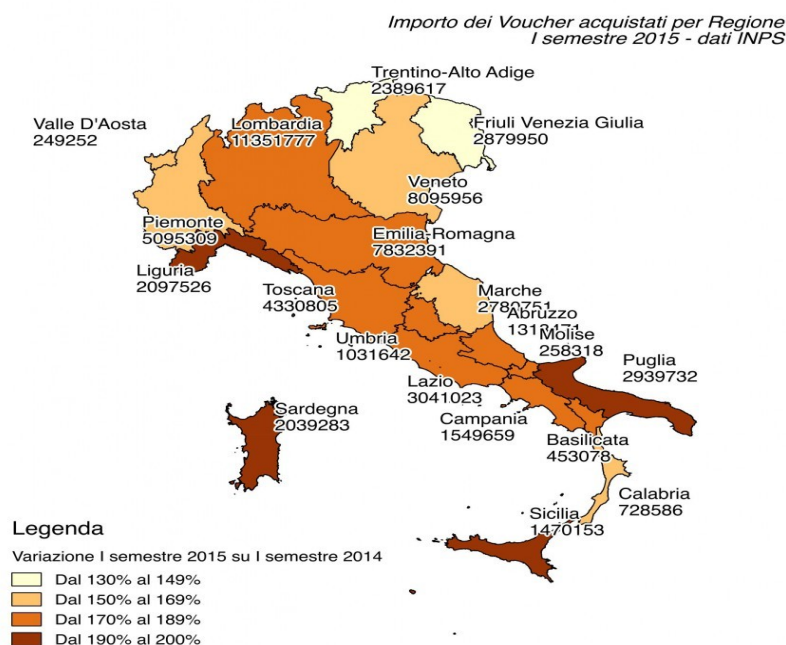 Importo dei Voucher acquistati per Regione
I semestre 2015 - dati INPS
Trentino-Alto Adige
2389617
Valle D'Aosta
249252
Lombardia
11351777
Friuli Venezia Giulia
2879950
Veneto
8095956
Piemonte
5095309
Emilia-Romagna
7832391
Liguria
2097526
Toscana
4330805
Marche
Abruzzo
Molise
258318
Umbria
1031642
Puglia
2939732
Lazio
3041023
Sardegna
2039283
Campania
1549659
Basilicata
453078
Calabria
728586
Sicilia
1470153
Legenda
Variazione I semestre 2015 su I semestre 2014
Dal 130% al 149%
Dal 150% al 169%
Dal 170% al 189%
Dal 190% al 200%